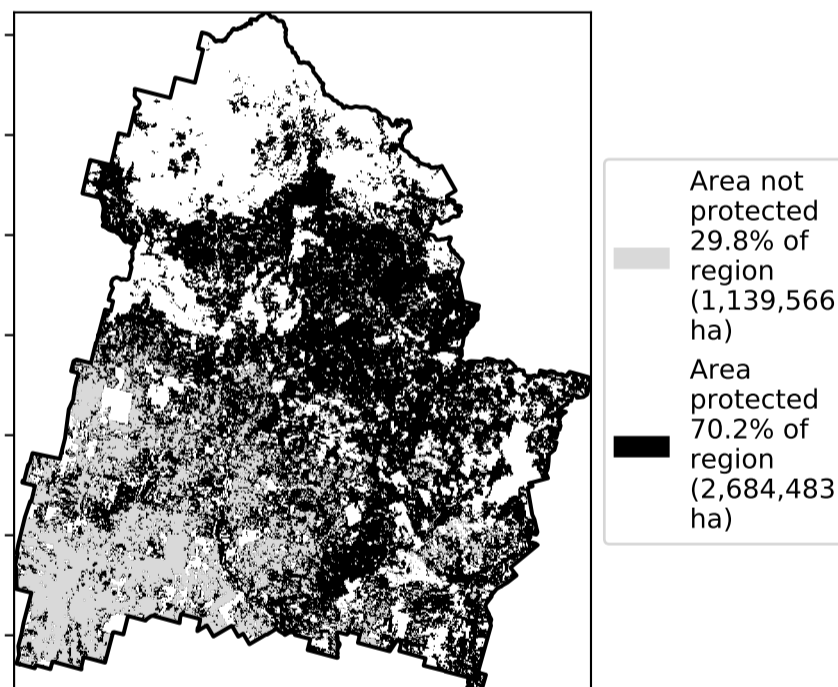 Area not
protected
29.8% of
region
(1,139,566
ha)
Area
protected
70.2% of
region
(2,684,483
ha)